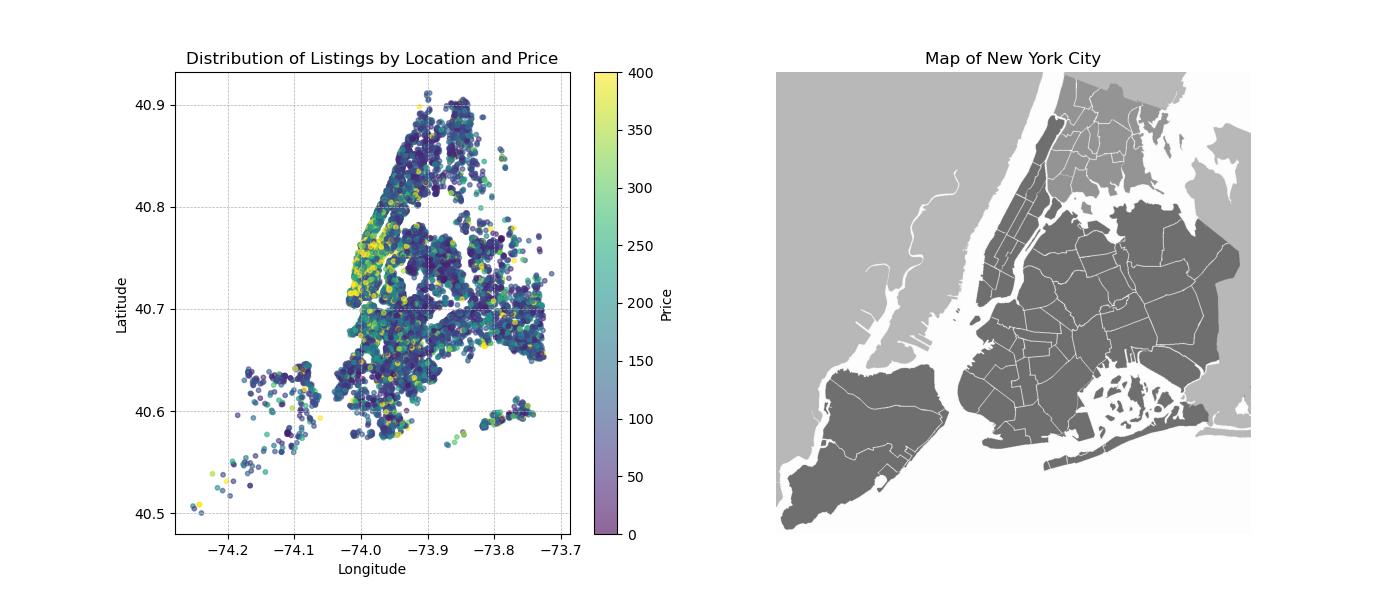 Distribution of Listings by Location and Price
40.9
40.8
40.7
40.6
40.5
Latitude
−74.2 −74.1 −74.0 −73.9 −73.8 −73.7
Longitude
400
350
300
250
200
150
100
50
0
Price
Map of New York City